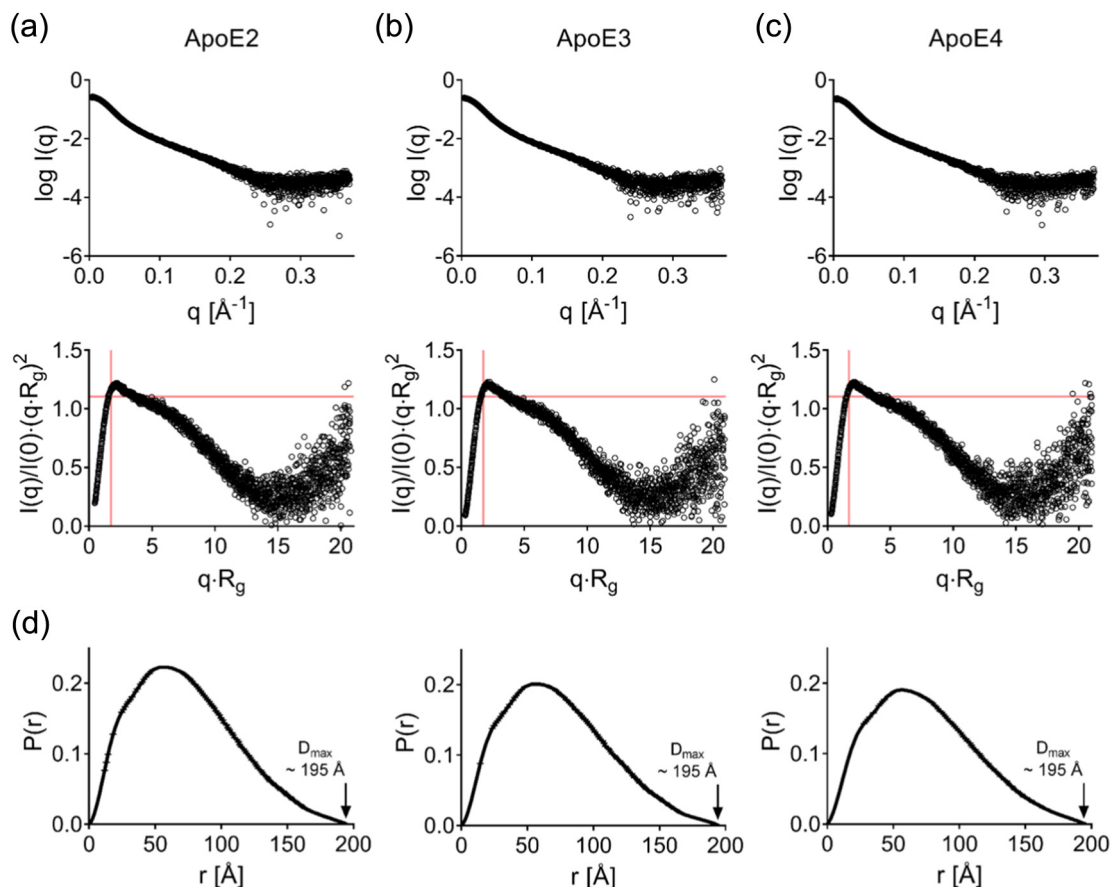 (a) ApoE2 (b) ApoE3 (c) ApoE4
log I(q) log I(q) log I(q)
0 0 0
-2 -2 -2
-4 -4 -4
-6 -6 -6
0.0 0.1 0.2 0.3 0.0 0.1 0.2 0.3 0.0 0.1 0.2 0.3
q [Å⁻¹] q [Å⁻¹] q [Å⁻¹]
I(q)/I(0)·(q·Rg)² I(q)/I(0)·(q·Rg)² I(q)/I(0)·(q·Rg)²
1.5 1.5 1.5
1.0 1.0 1.0
0.5 0.5 0.5
0.0 0.0 0.0
0 5 10 15 20 0 5 10 15 20 0 5 10 15 20
q·Rg q·Rg q·Rg
(d)
P(r) P(r) P(r)
0.2 0.2 0.2
0.1 0.1 0.1
0.0 0.0 0.0
Dmax Dmax Dmax
~ 195 Å ~ 195 Å ~ 195 Å
0 50 100 150 200 0 50 100 150 200 0 50 100 150 200
r [Å] r [Å] r [Å]